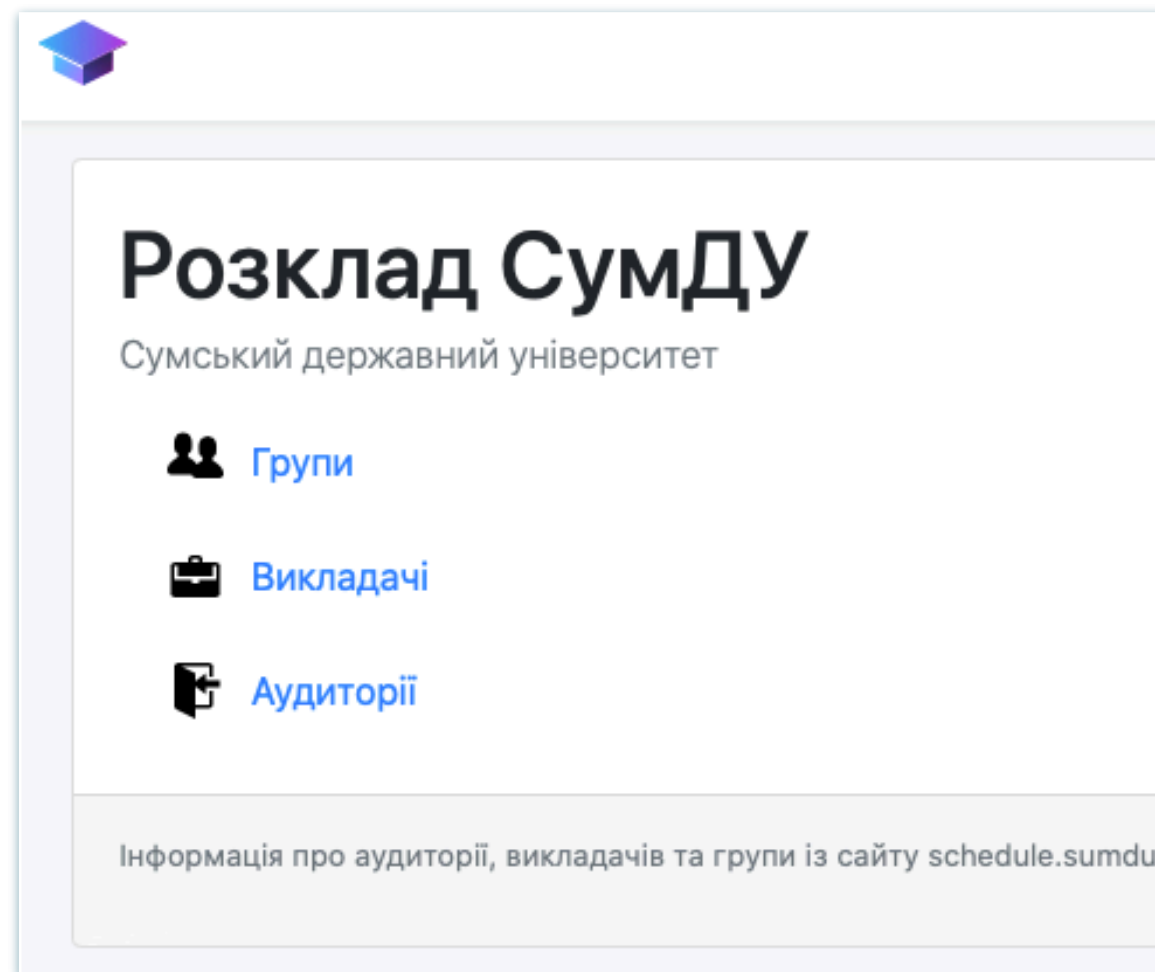 Розклад СумДУ
Сумський державний університет
Групи
Викладачі
Аудиторії
Інформація про аудиторії, викладачів та групи із сайту schedule.sumdu